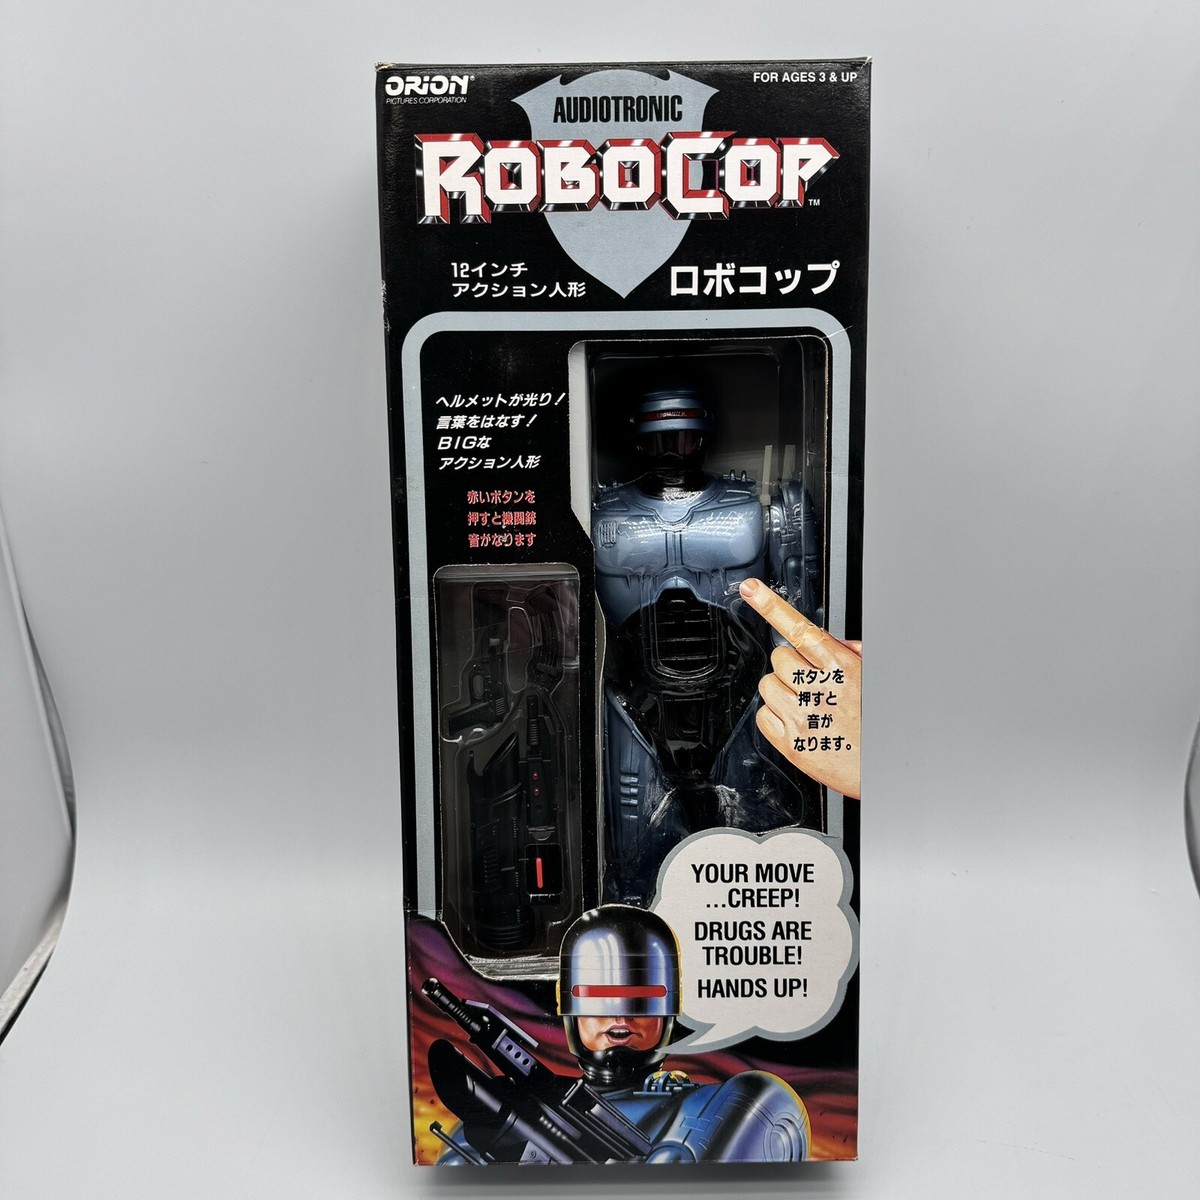 ORION®
PICTURES CORPORATION
FOR AGES 3 & UP
AUDIOTRONIC
ROBOCOP™
12インチ
アクション人形
ロボコップ
ヘルメットが光り!
言葉をはなす!
BIGな
アクション人形
赤いボタンを
押すと機関銃
音がなります
ボタンを
押すと
音が
なります。
YOUR MOVE
...CREEP!
DRUGS ARE
TROUBLE!
HANDS UP!